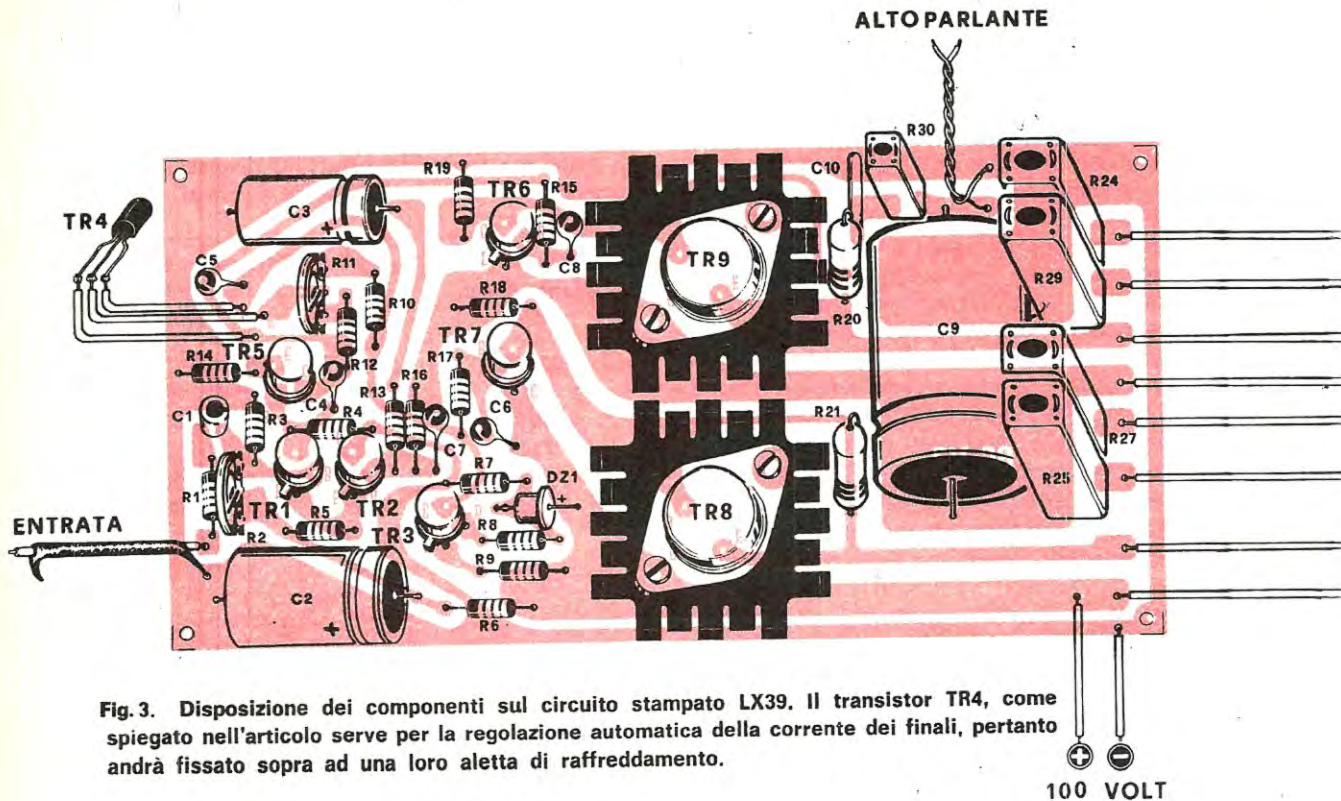 ALTOPARLANTE
R30
C10
R24
R19
TR6
R15
C3
+
TR4
C5
R11
C8
TR9
R29
R10
R18
R20
C9
TR5
R12
TR7
R14
R17
R13
R16
C4
C6
C1
R3
R4
C7
R21
R27
R7
DZ1
+
R25
R1
TR1
TR2
TR8
ENTRATA
R5
TR3
R8
R2
R9
C2
+
R6
Fig. 3. Disposizione dei componenti sul circuito stampato LX39. Il transistor TR4, come
spiegato nell'articolo serve per la regolazione automatica della corrente dei finali, pertanto
andrà fissato sopra ad una loro aletta di raffreddamento.
+ -
100 VOLT